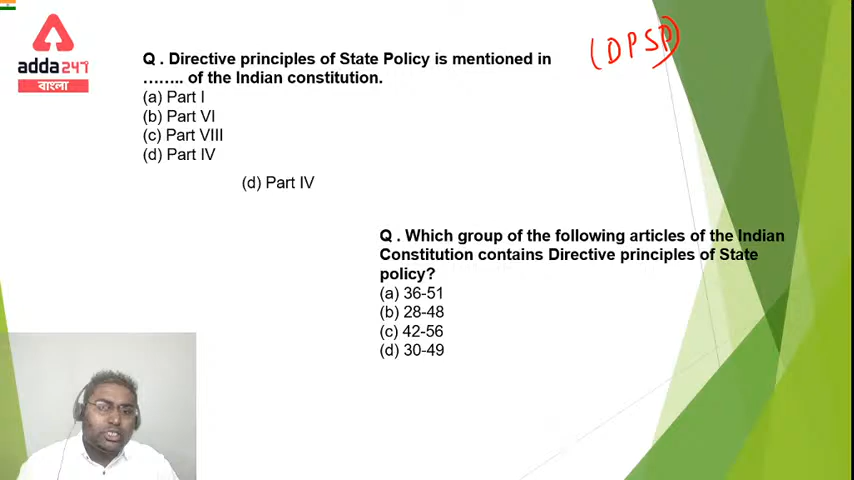 adda247
বাংলা
Q . Directive principles of State Policy is mentioned in
........ of the Indian constitution.
(a) Part I
(b) Part VI
(c) Part VIII
(d) Part IV
(d) Part IV
(DPSP)
Q . Which group of the following articles of the Indian
Constitution contains Directive principles of State
policy?
(a) 36-51
(b) 28-48
(c) 42-56
(d) 30-49